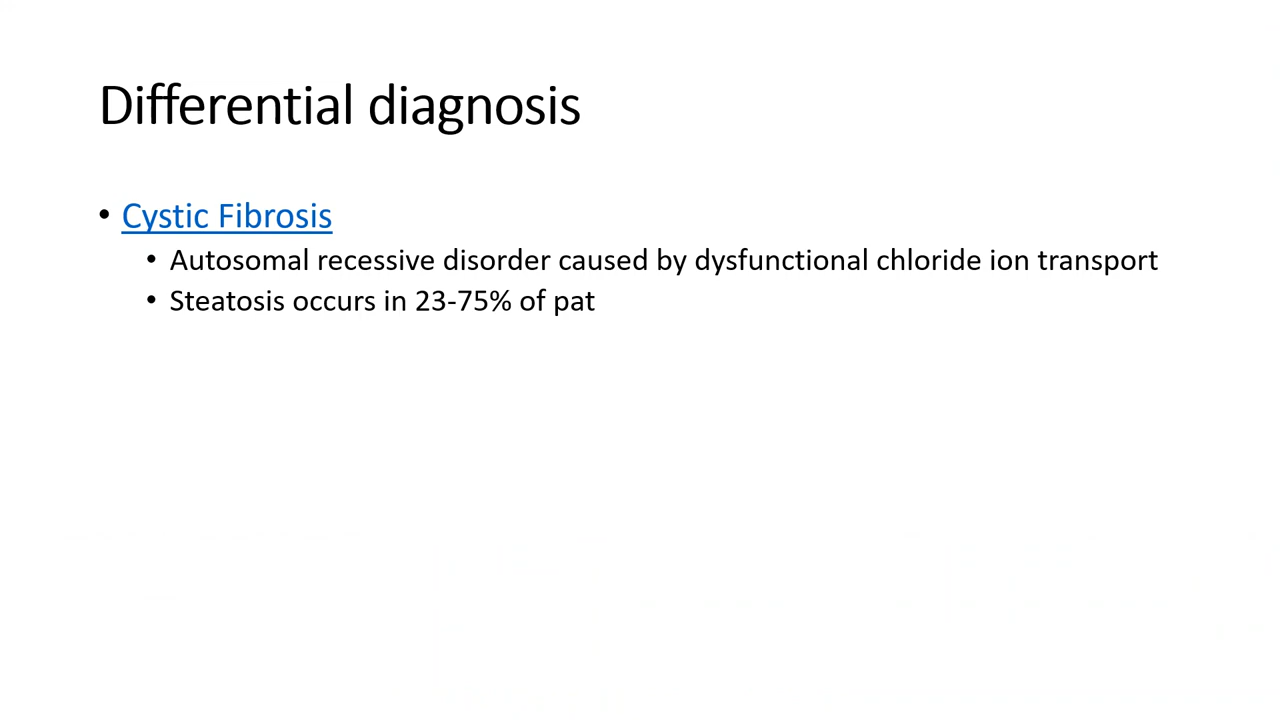 Differential diagnosis
• Cystic Fibrosis
• Autosomal recessive disorder caused by dysfunctional chloride ion transport
• Steatosis occurs in 23-75% of pat